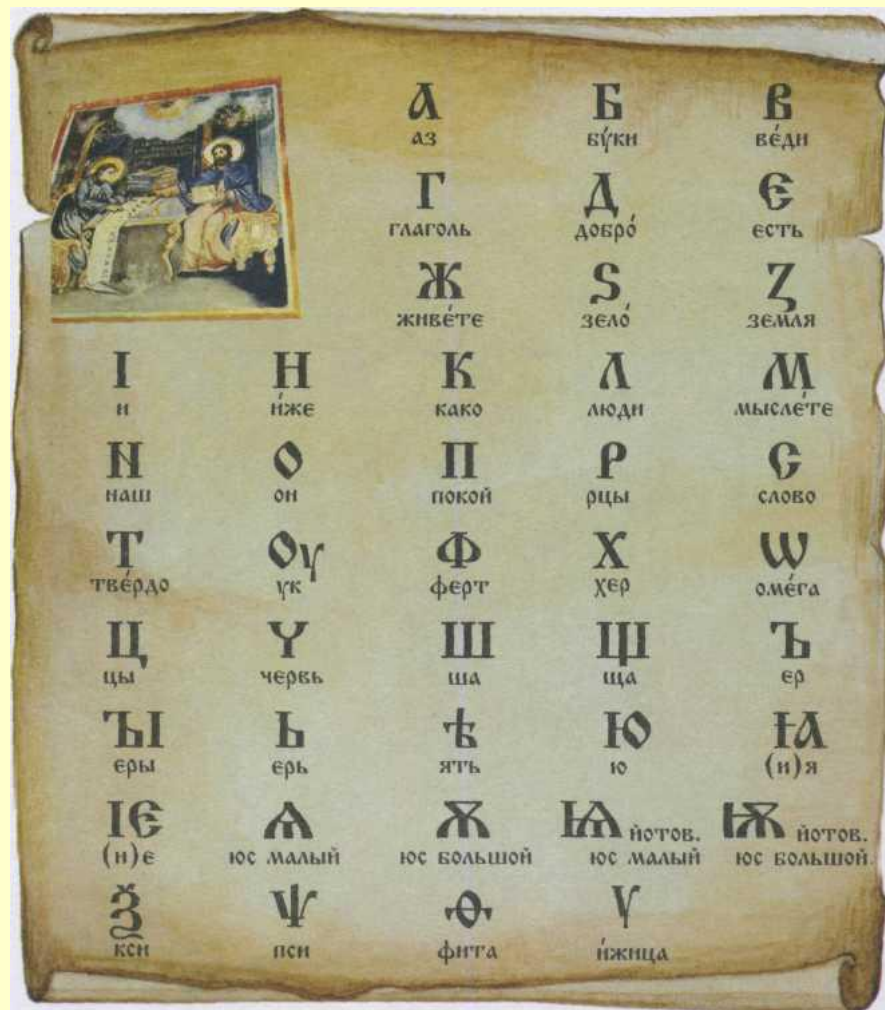 А Б В
аз бу́ки ве́ди
Г Д Є
глаголь добро́ єсть
Ж Ѕ З
живе́те зело́ земля
І Н К Л М
и и́же како люди мысле́те
N О П Р С
наш он покой рцы слово
Т Оу Ф Х Ѡ
тве́рдо ук ферт хер оме́га
Ц Ч Ш Щ Ъ
цы червь ша ща ер
ЪІ Ь Ѣ Ю ІА
еры ерь ять ю (и)я
ІЄ Ѧ Ѫ Ѩ йотов. Ѭ йотов.
(и)е юс малый юс большой юс малый юс большой.
Ѯ Ѱ Ѳ Ѵ
кси пси фита и́жица